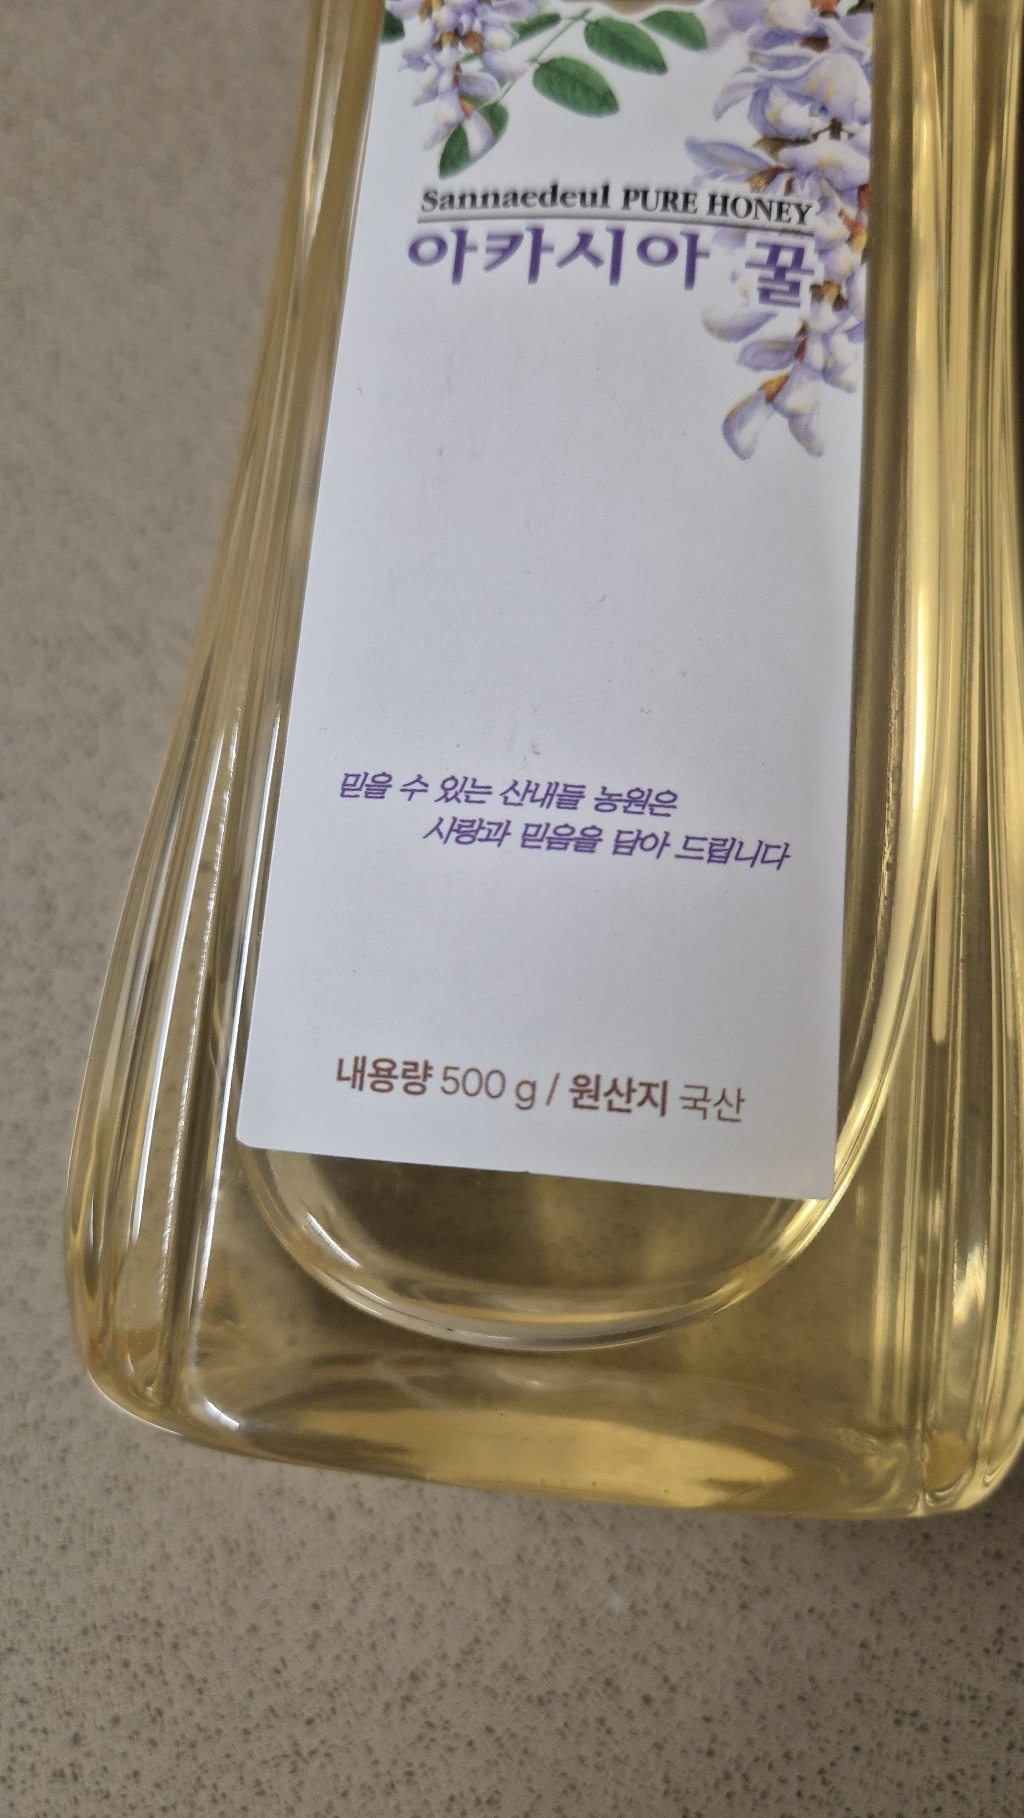 Sannaedeul PURE HONEY
아카시아 꿀
믿을 수 있는 산내들 농원은
사랑과 믿음을 담아 드립니다
내용량 500 g / 원산지 국산